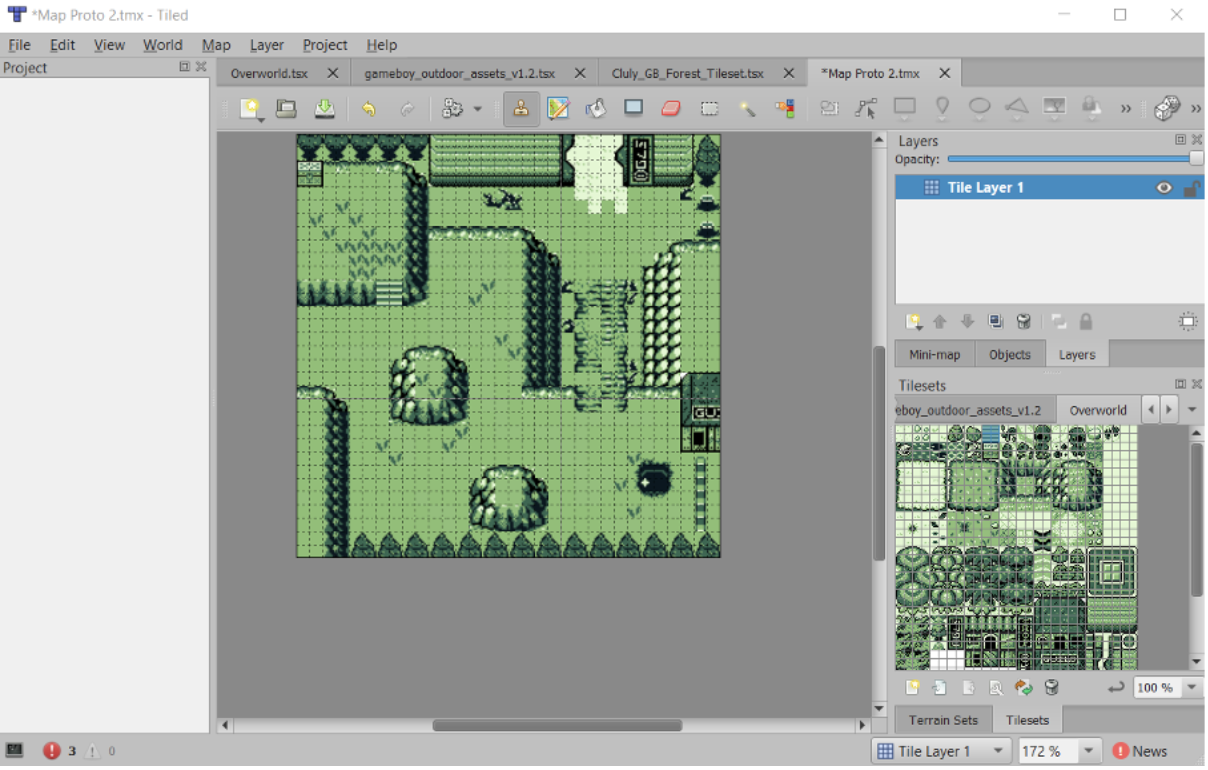 *Map Proto 2.tmx - Tiled
File Edit View World Map Layer Project Help
Project
Overworld.tsx
gameboy_outdoor_assets_v1.2.tsx
Cluly_GB_Forest_Tileset.tsx
*Map Proto 2.tmx
Layers
Opacity:
Tile Layer 1
Mini-map
Objects
Layers
Tilesets
eboy_outdoor_assets_v1.2
Overworld
100 %
Terrain Sets
Tilesets
3
0
Tile Layer 1
172 %
News